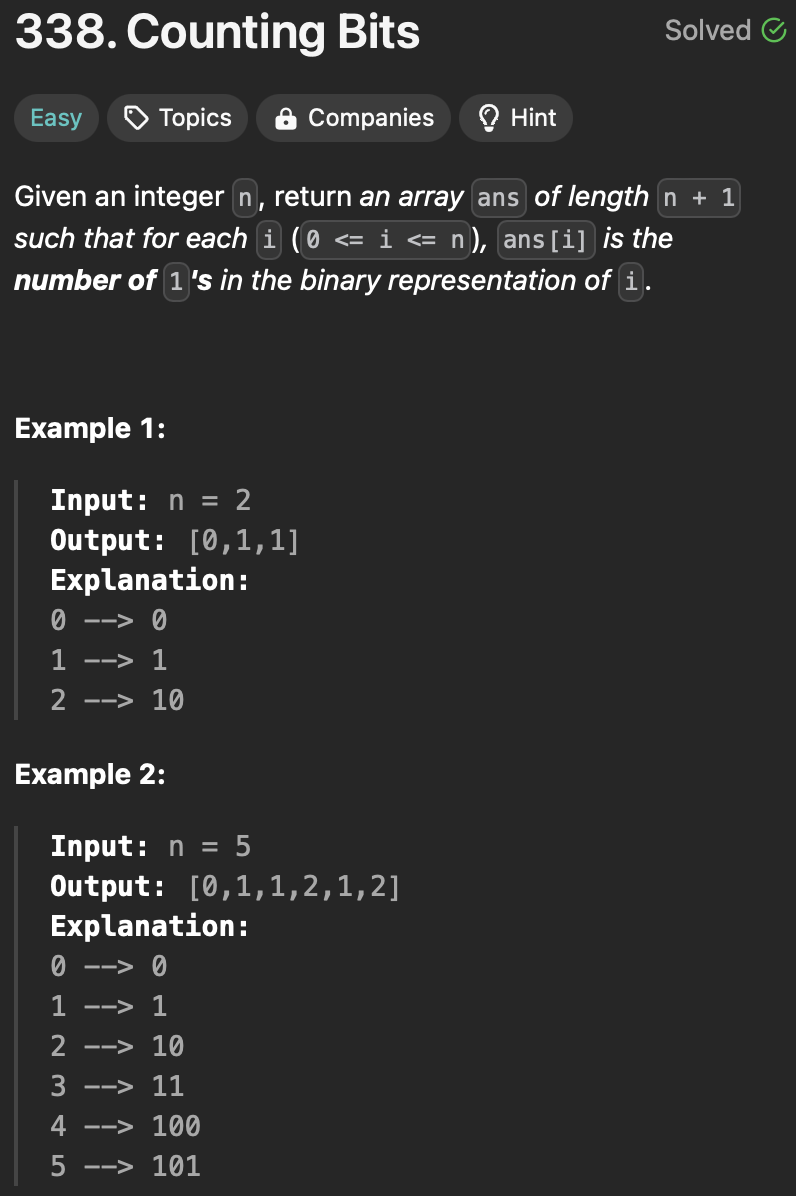 338. Counting Bits
Solved
Easy
Topics
Companies
Hint
Given an integer n, return an array ans of length n + 1
such that for each i (0 <= i <= n), ans[i] is the
number of 1's in the binary representation of i.
Example 1:
Input: n = 2
Output: [0,1,1]
Explanation:
0 --> 0
1 --> 1
2 --> 10
Example 2:
Input: n = 5
Output: [0,1,1,2,1,2]
Explanation:
0 --> 0
1 --> 1
2 --> 10
3 --> 11
4 --> 100
5 --> 101